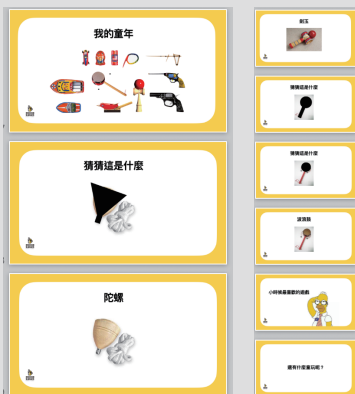 我的童年
猜猜這是什麼
陀螺
劍玉
猜猜這是什麼
猜猜這是什麼
波浪鼓
小時候最喜歡的遊戲
還有什麼童玩呢？